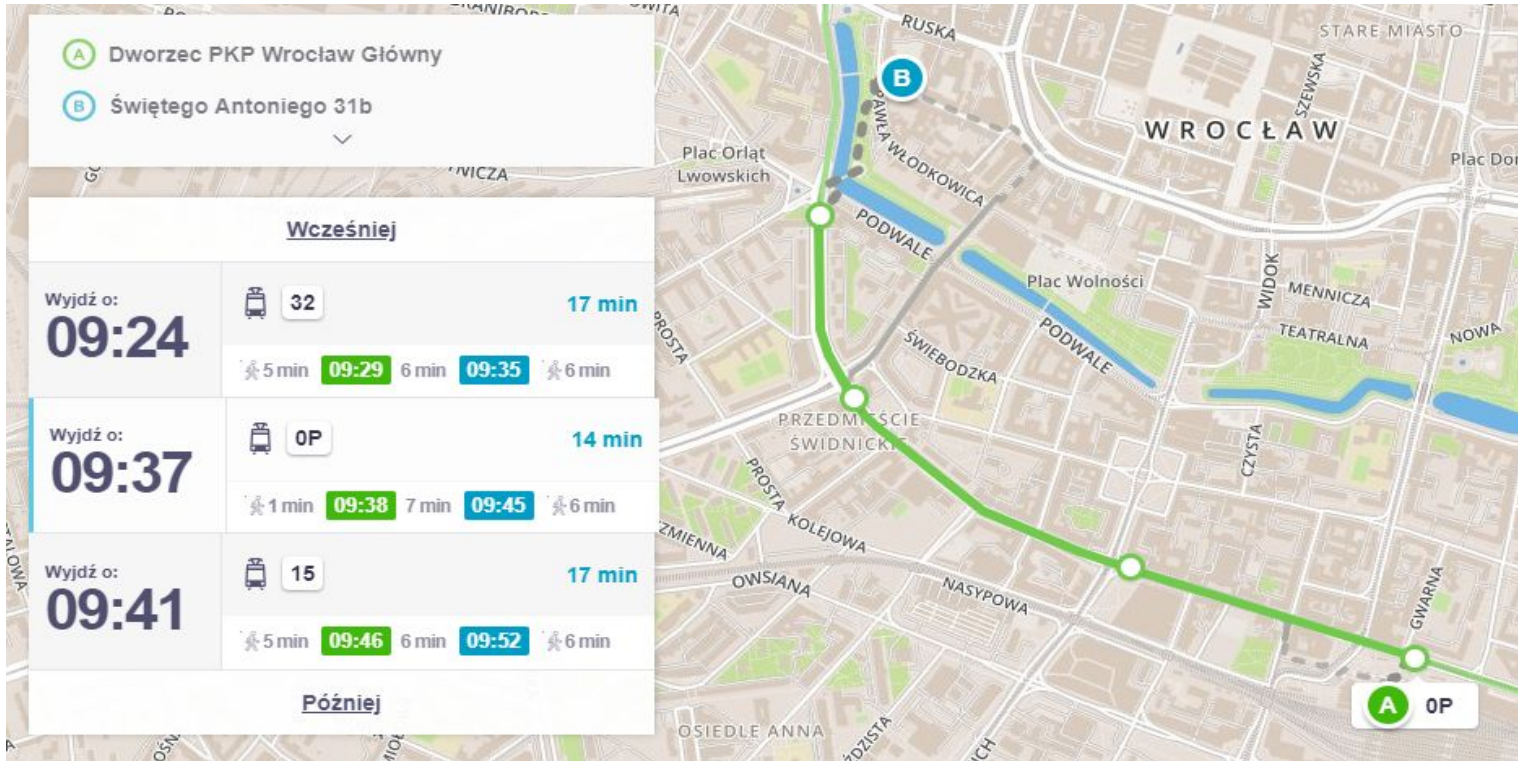 A Dworzec PKP Wrocław Główny
B Świętego Antoniego 31b
Wcześniej
Wyjdź o:
09:24
32
17 min
5 min 09:29 6 min 09:35 6 min
Wyjdź o:
09:37
0P
14 min
1 min 09:38 7 min 09:45 6 min
Wyjdź o:
09:41
15
17 min
5 min 09:46 6 min 09:52 6 min
Później
RUSKA
STARE MIASTO
B
SZEWSKA
WROCŁAW
PAWŁA WŁODKOWICA
Plac Orląt
Lwowskich
PODWALE
Plac Wolności
WIDOK
MENNICZA
TEATRALNA
NOWA
PROSTA
ŚWIEBODZKA
PODWALE
PRZEDMIEŚCIE
ŚWIDNICKIE
CZYSTA
PROSTA
KOLEJOWA
OWSIANA
NASYPOWA
GWARNA
A 0P
OSIEDLE ANNA